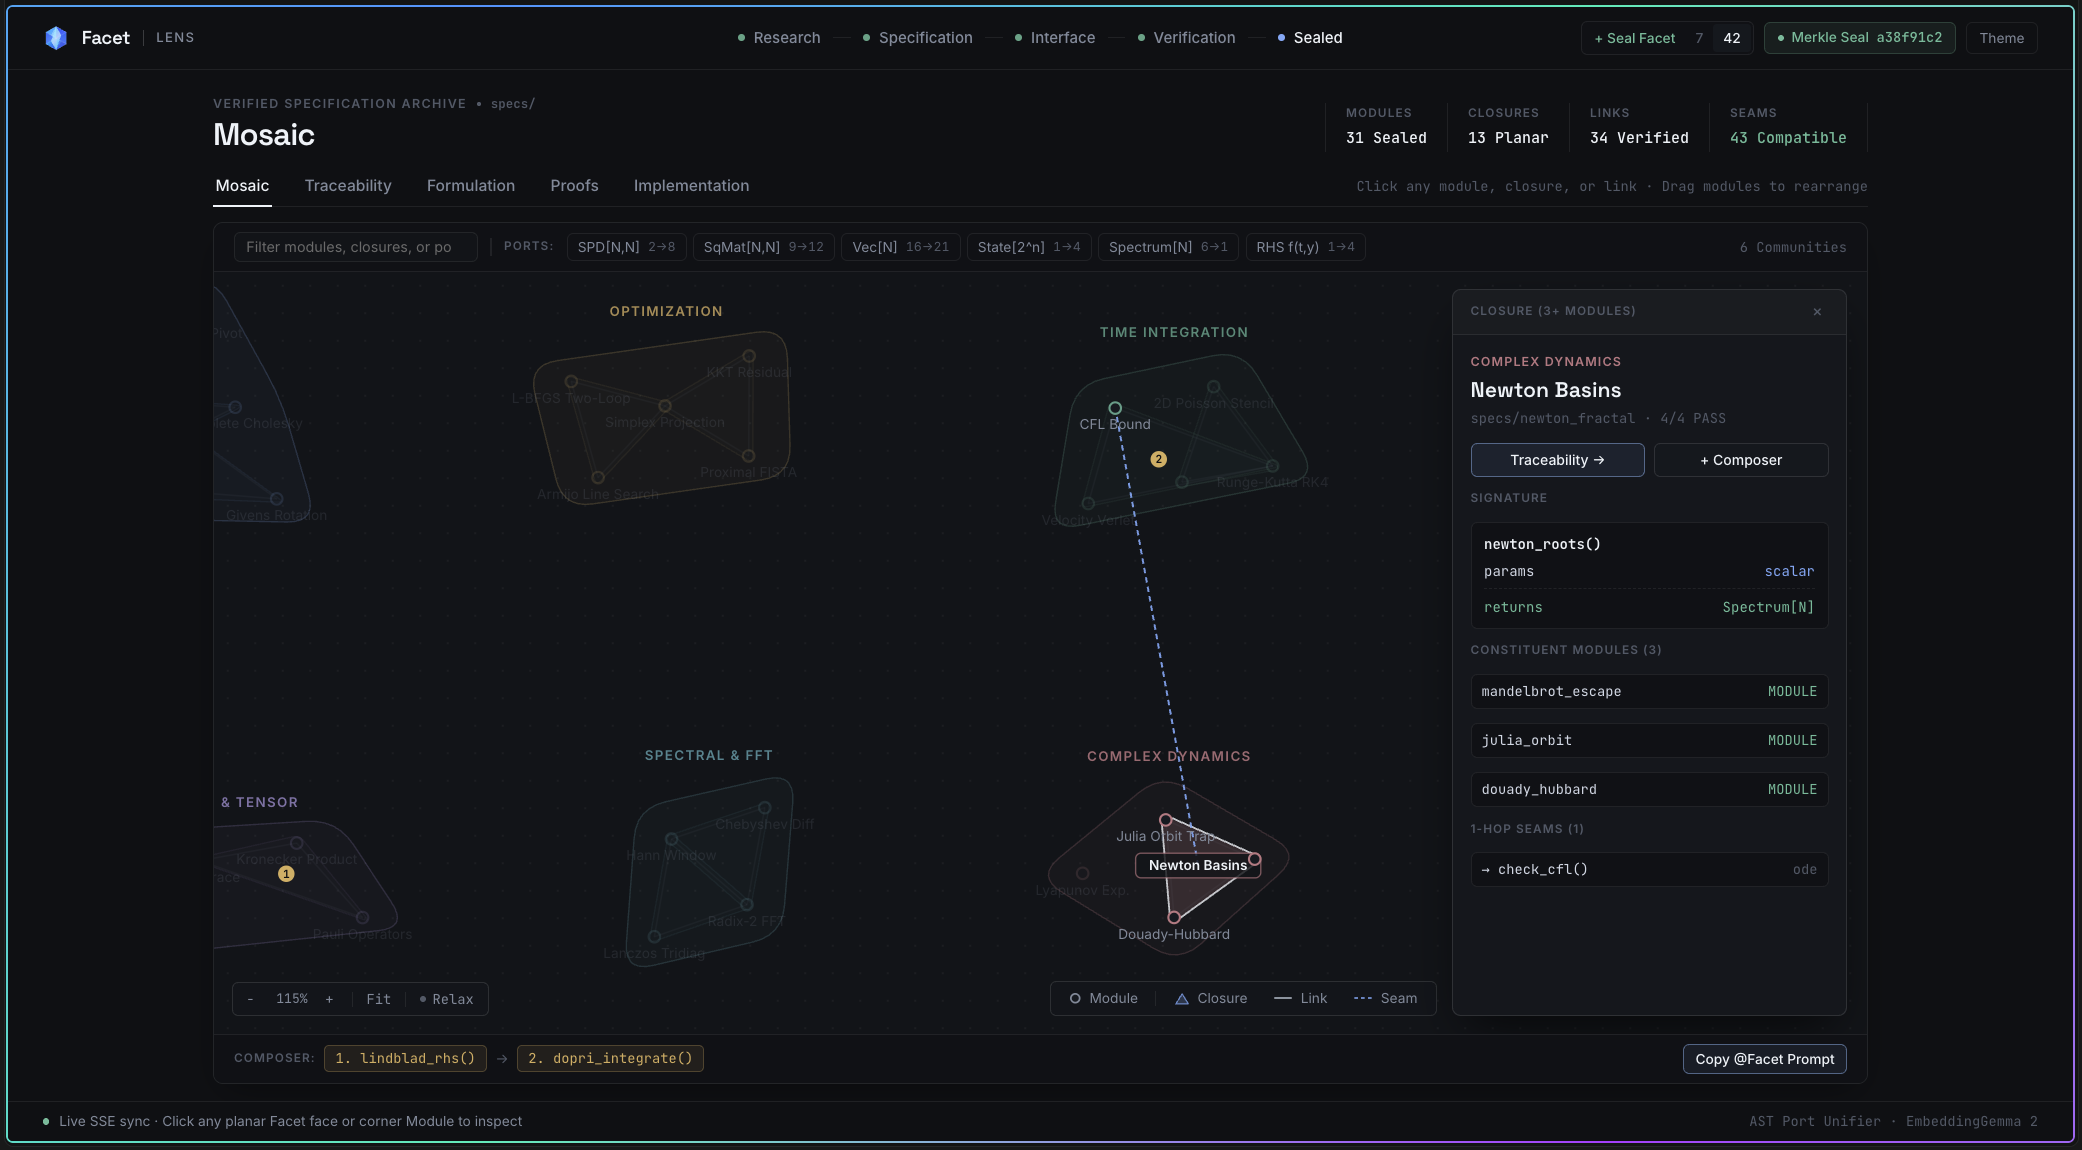 Facet | LENS
Research
Specification
Interface
Verification
Sealed
+ Seal Facet 7 42
Merkle Seal a38f91c2
Theme
VERIFIED SPECIFICATION ARCHIVE • specs/
Mosaic
MODULES
31 Sealed
CLOSURES
13 Planar
LINKS
34 Verified
SEAMS
43 Compatible
Mosaic
Traceability
Formulation
Proofs
Implementation
Click any module, closure, or link · Drag modules to rearrange
Filter modules, closures, or po
PORTS:
SPD[N,N] 2→8
SqMat[N,N] 9→12
Vec[N] 16→21
State[2^n] 1→4
Spectrum[N] 6→1
RHS f(t,y) 1→4
6 Communities
Pivot
lete Cholesky
Givens Rotation
OPTIMIZATION
KKT Residual
L-BFGS Two-Loop
Simplex Projection
Proximal FISTA
Armijo Line Search
TIME INTEGRATION
2D Poisson Stencil
CFL Bound
2
Runge-Kutta RK4
Velocity Verlet
& TENSOR
Kronecker Product
race
1
Pauli Operators
SPECTRAL & FFT
Chebyshev Diff
Hann Window
Radix-2 FFT
Lanczos Tridiag
COMPLEX DYNAMICS
Julia Orbit Trap
Newton Basins
Lyapunov Exp.
Douady-Hubbard
- 115% + Fit Relax
Module
Closure
Link
Seam
CLOSURE (3+ MODULES) ×
COMPLEX DYNAMICS
Newton Basins
specs/newton_fractal · 4/4 PASS
Traceability →
+ Composer
SIGNATURE
newton_roots()
params scalar
returns Spectrum[N]
CONSTITUENT MODULES (3)
mandelbrot_escape MODULE
julia_orbit MODULE
douady_hubbard MODULE
1-HOP SEAMS (1)
→ check_cfl() ode
COMPOSER: 1. lindblad_rhs() → 2. dopri_integrate()
Copy @Facet Prompt
Live SSE sync · Click any planar Facet face or corner Module to inspect
AST Port Unifier · EmbeddingGemma 2